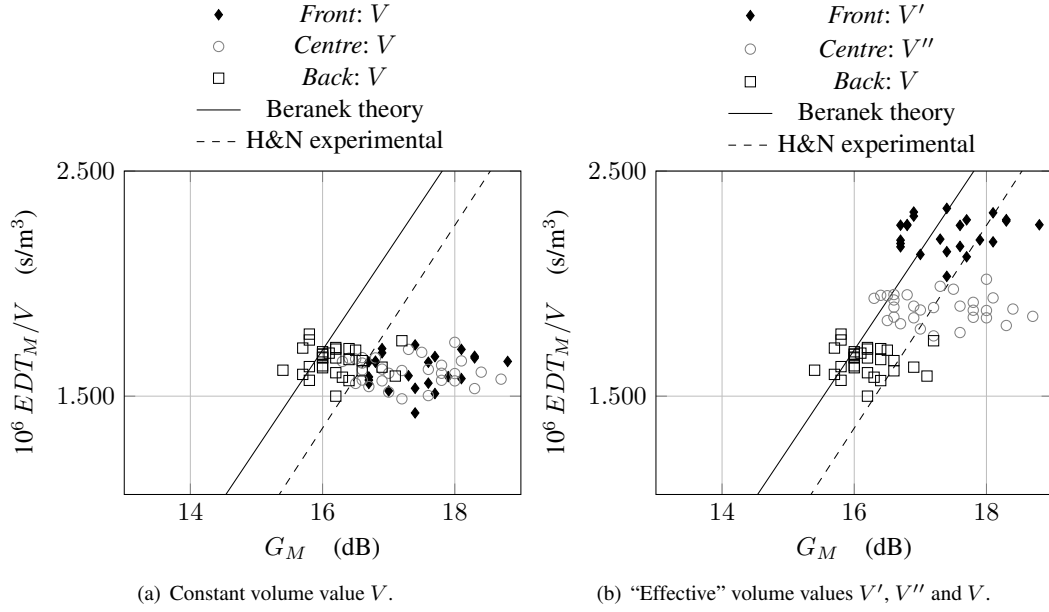 Front: V
Centre: V
Back: V
Beranek theory
H&N experimental
2.500
1.500
10^6 EDT_M/V (s/m^3)
14 16 18
G_M (dB)
(a) Constant volume value V.
Front: V′
Centre: V′′
Back: V
Beranek theory
H&N experimental
2.500
1.500
10^6 EDT_M/V (s/m^3)
14 16 18
G_M (dB)
(b) “Effective” volume values V′, V′′ and V.